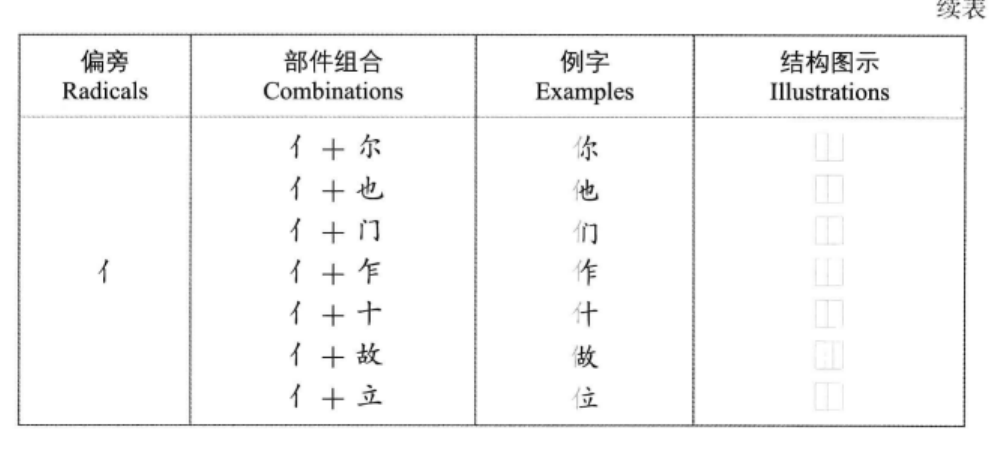 续表
偏旁 部件组合 例字 结构图示
Radicals Combinations Examples Illustrations
亻 + 尔 你
亻 + 也 他
亻 + 门 们
亻 亻 + 乍 作
亻 + 十 什
亻 + 故 做
亻 + 立 位